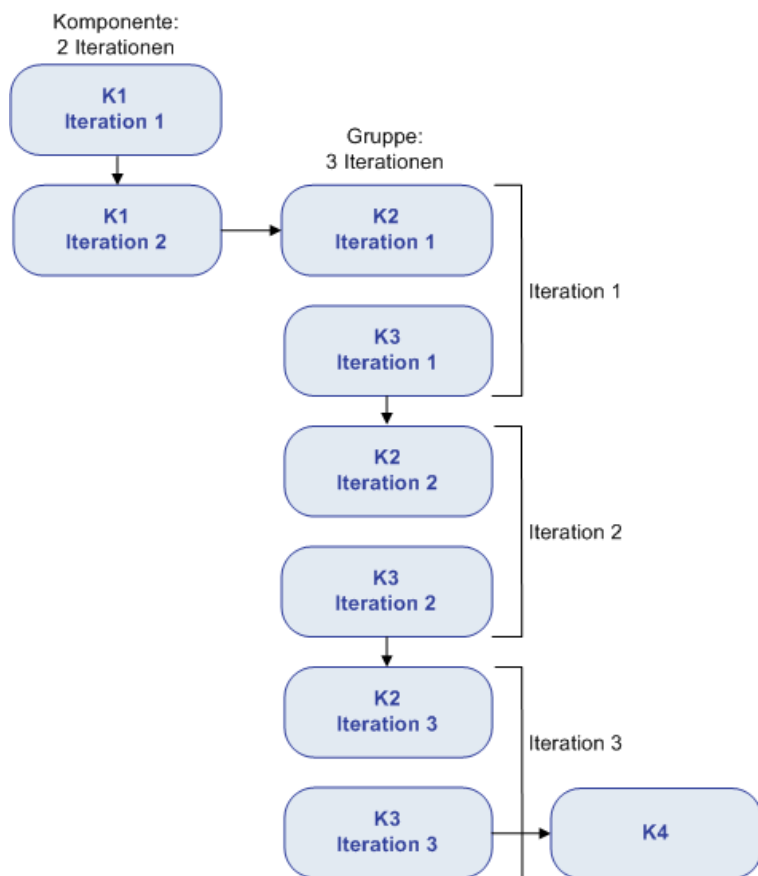 Komponente:
2 Iterationen
K1
Iteration 1
Gruppe:
3 Iterationen
K1
Iteration 2
K2
Iteration 1
Iteration 1
K3
Iteration 1
K2
Iteration 2
Iteration 2
K3
Iteration 2
K2
Iteration 3
Iteration 3
K3
Iteration 3
K4